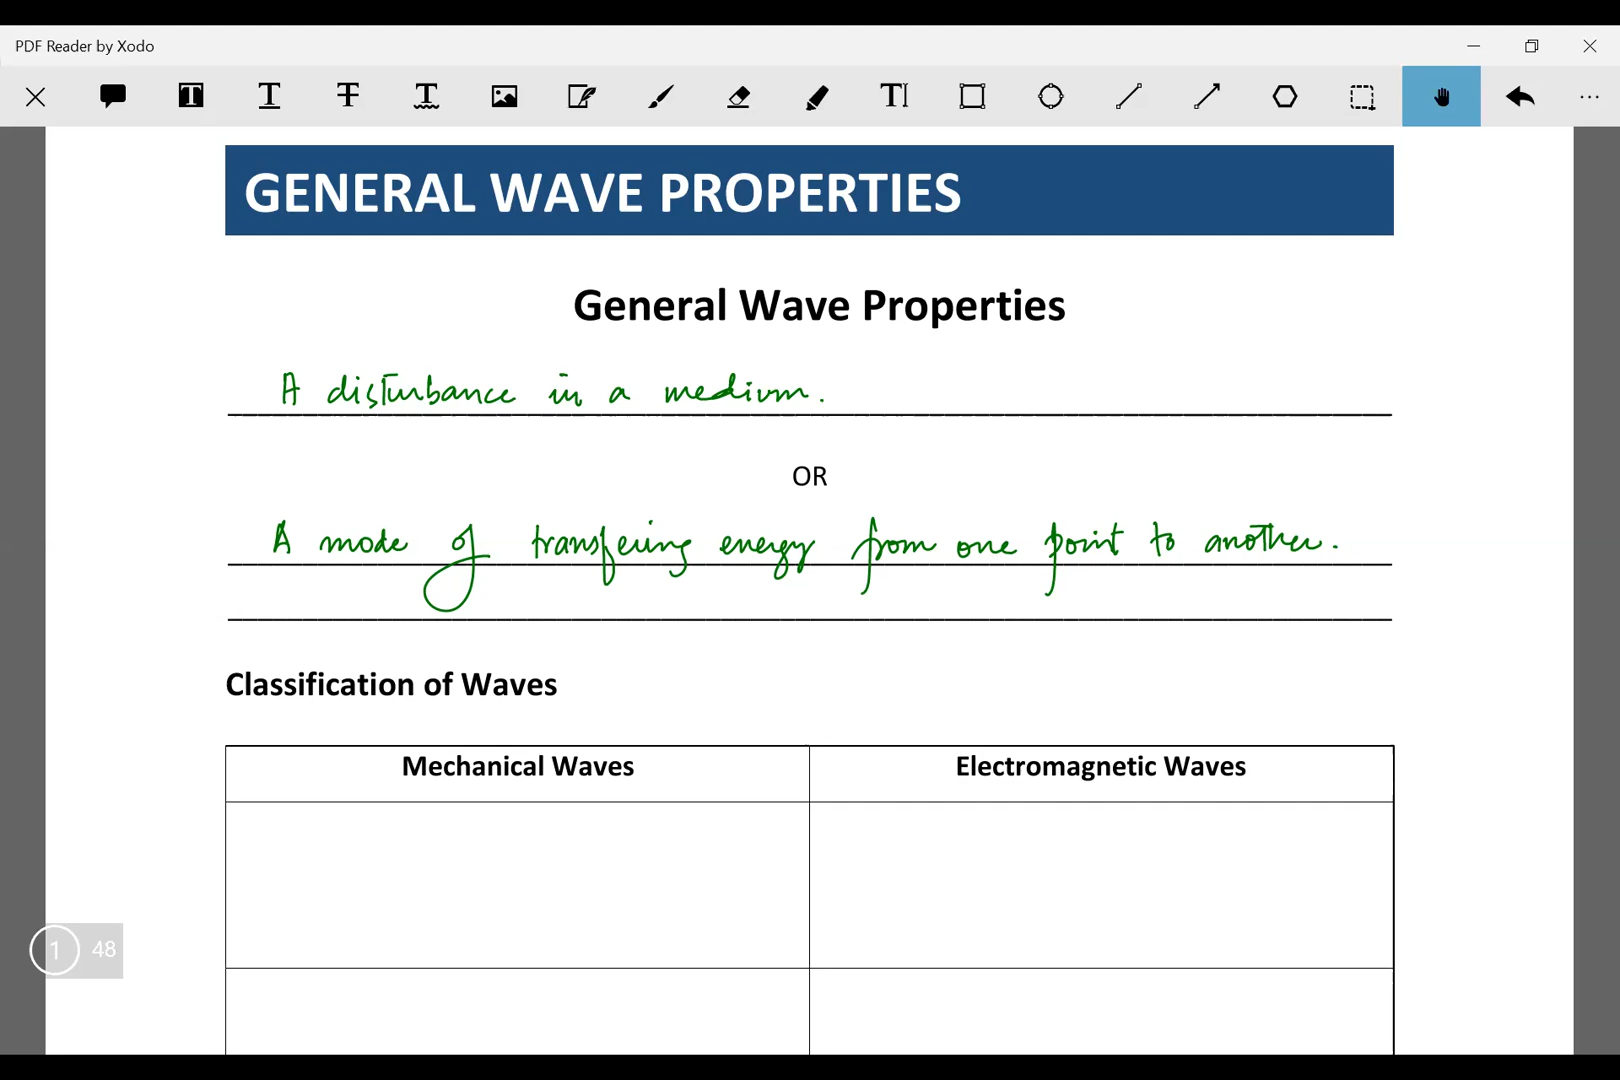 PDF Reader by Xodo
GENERAL WAVE PROPERTIES
General Wave Properties
A disturbance in a medium.
OR
A mode of transfering energy from one point to another.
Classification of Waves
Mechanical Waves
Electromagnetic Waves
1 48